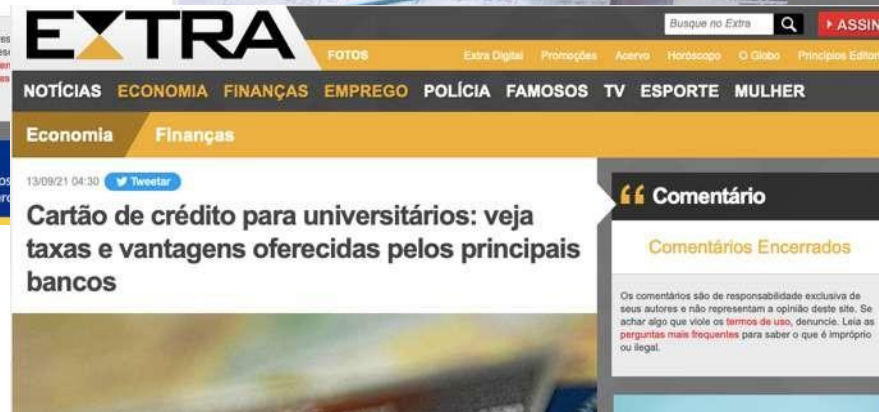 EXTRA
Busque no Extra
ASSIN
FOTOS
Extra Digital Promoções Acervo Horóscopo O Globo Princípios Editori
NOTÍCIAS ECONOMIA FINANÇAS EMPREGO POLÍCIA FAMOSOS TV ESPORTE MULHER
Economia Finanças
13/09/21 04:30 Tweetar
Cartão de crédito para universitários: veja
taxas e vantagens oferecidas pelos principais
bancos
Comentário
Comentários Encerrados
Os comentários são de responsabilidade exclusiva de
seus autores e não representam a opinião deste site. Se
achar algo que viole os termos de uso, denuncie. Leia as
perguntas mais frequentes para saber o que é impróprio
ou ilegal.